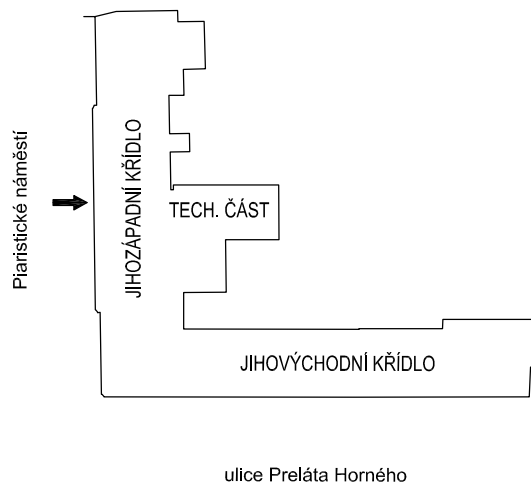 Piaristické náměstí
JIHOZÁPADNÍ KŘÍDLO
TECH. ČÁST
JIHOVÝCHODNÍ KŘÍDLO
ulice Preláta Horného